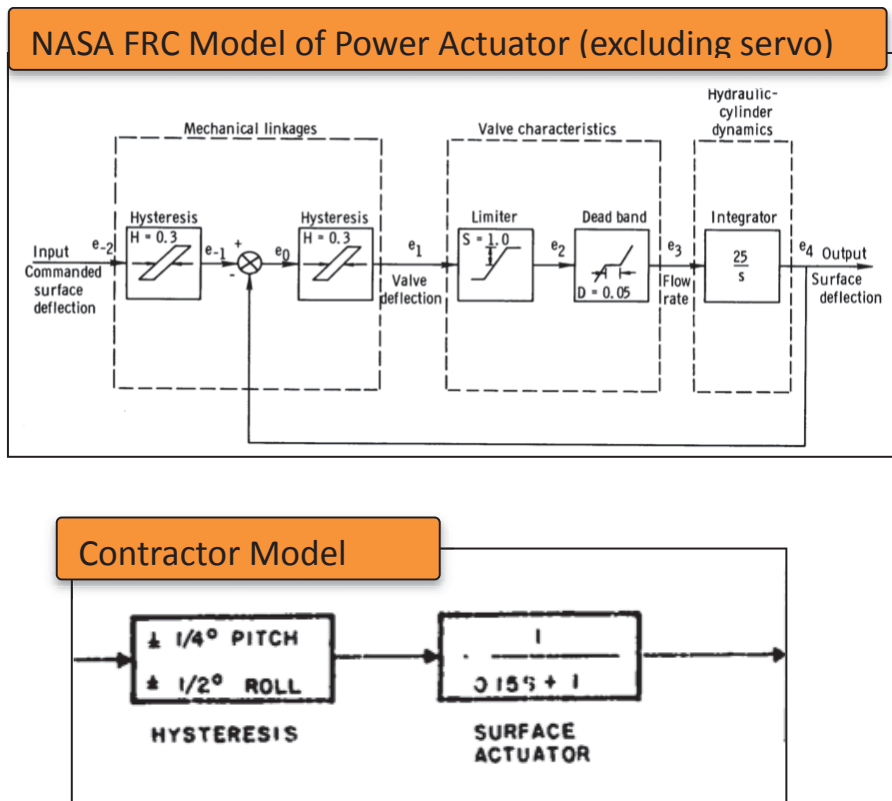 NASA FRC Model of Power Actuator (excluding servo)
Hydraulic-
cylinder
dynamics
Mechanical linkages
Valve characteristics
Hysteresis
H = 0.3
Hysteresis
H = 0.3
Limiter
S = 1.0
Dead band
D = 0.05
Integrator
25
s
Input
e-2
Commanded
surface
deflection
e-1
+
-
e0
e1
Valve
deflection
e2
e3
Flow
rate
e4
Output
Surface
deflection
Contractor Model
± 1/4° PITCH
± 1/2° ROLL
HYSTERESIS
1
.015S + 1
SURFACE
ACTUATOR